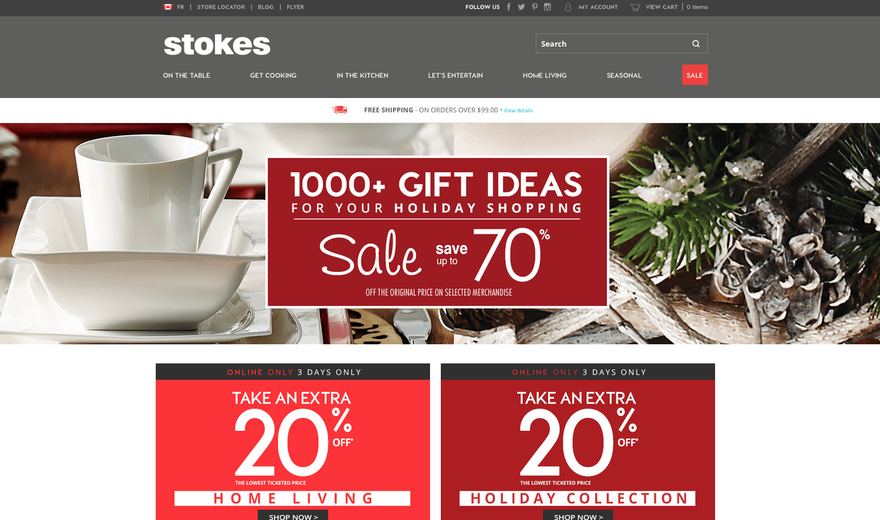 FR | STORE LOCATOR | BLOG | FLYER
FOLLOW US MY ACCOUNT VIEW CART | 0 items
stokes
Search
ON THE TABLE GET COOKING IN THE KITCHEN LET'S ENTERTAIN HOME LIVING SEASONAL SALE
FREE SHIPPING - ON ORDERS OVER $99.00 * View details
1000+ GIFT IDEAS
FOR YOUR HOLIDAY SHOPPING
Sale save up to 70%
OFF THE ORIGINAL PRICE ON SELECTED MERCHANDISE
ONLINE ONLY 3 DAYS ONLY
TAKE AN EXTRA
20% OFF*
THE LOWEST TICKETED PRICE
HOME LIVING
SHOP NOW >
ONLINE ONLY 3 DAYS ONLY
TAKE AN EXTRA
20% OFF*
THE LOWEST TICKETED PRICE
HOLIDAY COLLECTION
SHOP NOW >